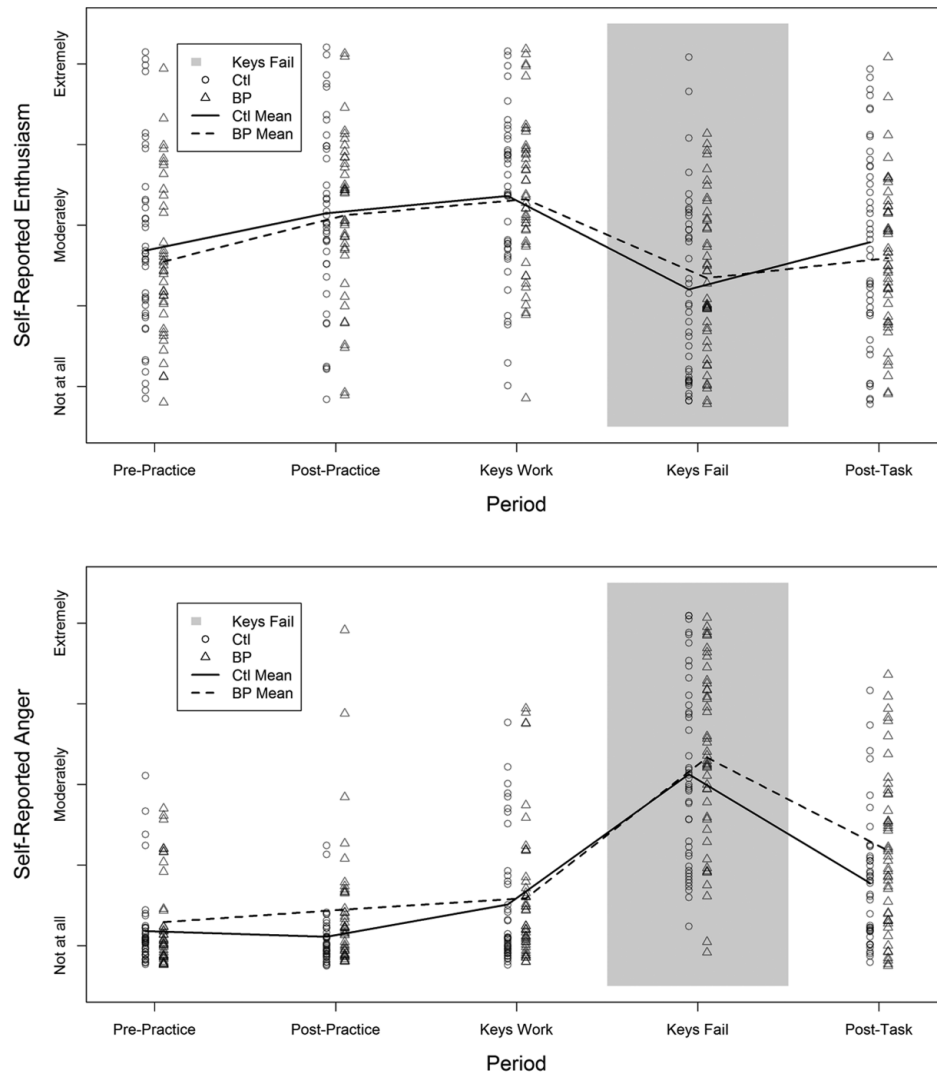 Self-Reported Enthusiasm
Extremely
Moderately
Not at all
Keys Fail
Ctl
BP
Ctl Mean
BP Mean
Pre-Practice
Post-Practice
Keys Work
Keys Fail
Post-Task
Period
Self-Reported Anger
Extremely
Moderately
Not at all
Keys Fail
Ctl
BP
Ctl Mean
BP Mean
Pre-Practice
Post-Practice
Keys Work
Keys Fail
Post-Task
Period